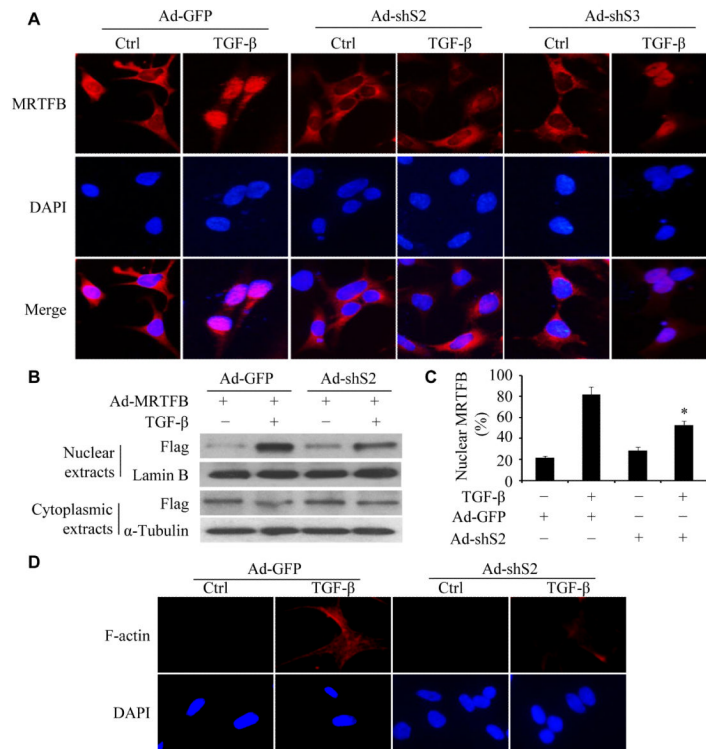 A
Ad-GFP Ad-shS2 Ad-shS3
Ctrl TGF-β Ctrl TGF-β Ctrl TGF-β
MRTFB
DAPI
Merge
B
Ad-GFP Ad-shS2
Ad-MRTFB + + + +
TGF-β − + − +
Nuclear extracts
Flag
Lamin B
Cytoplasmic extracts
Flag
α-Tubulin
C
Nuclear MRTFB
(%)
100
80
60
40
20
0
*
TGF-β − + − +
Ad-GFP + + − −
Ad-shS2 − − + +
D
Ad-GFP Ad-shS2
Ctrl TGF-β Ctrl TGF-β
F-actin
DAPI